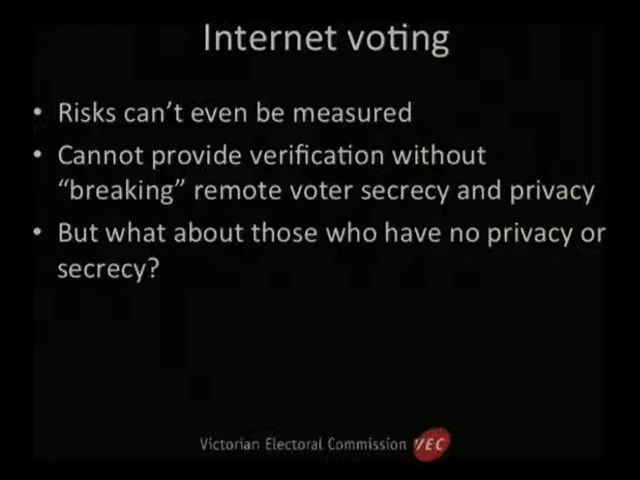 Internet voting
• Risks can't even be measured
• Cannot provide verification without
"breaking" remote voter secrecy and privacy
• But what about those who have no privacy or
secrecy?
Victorian Electoral Commission VEC